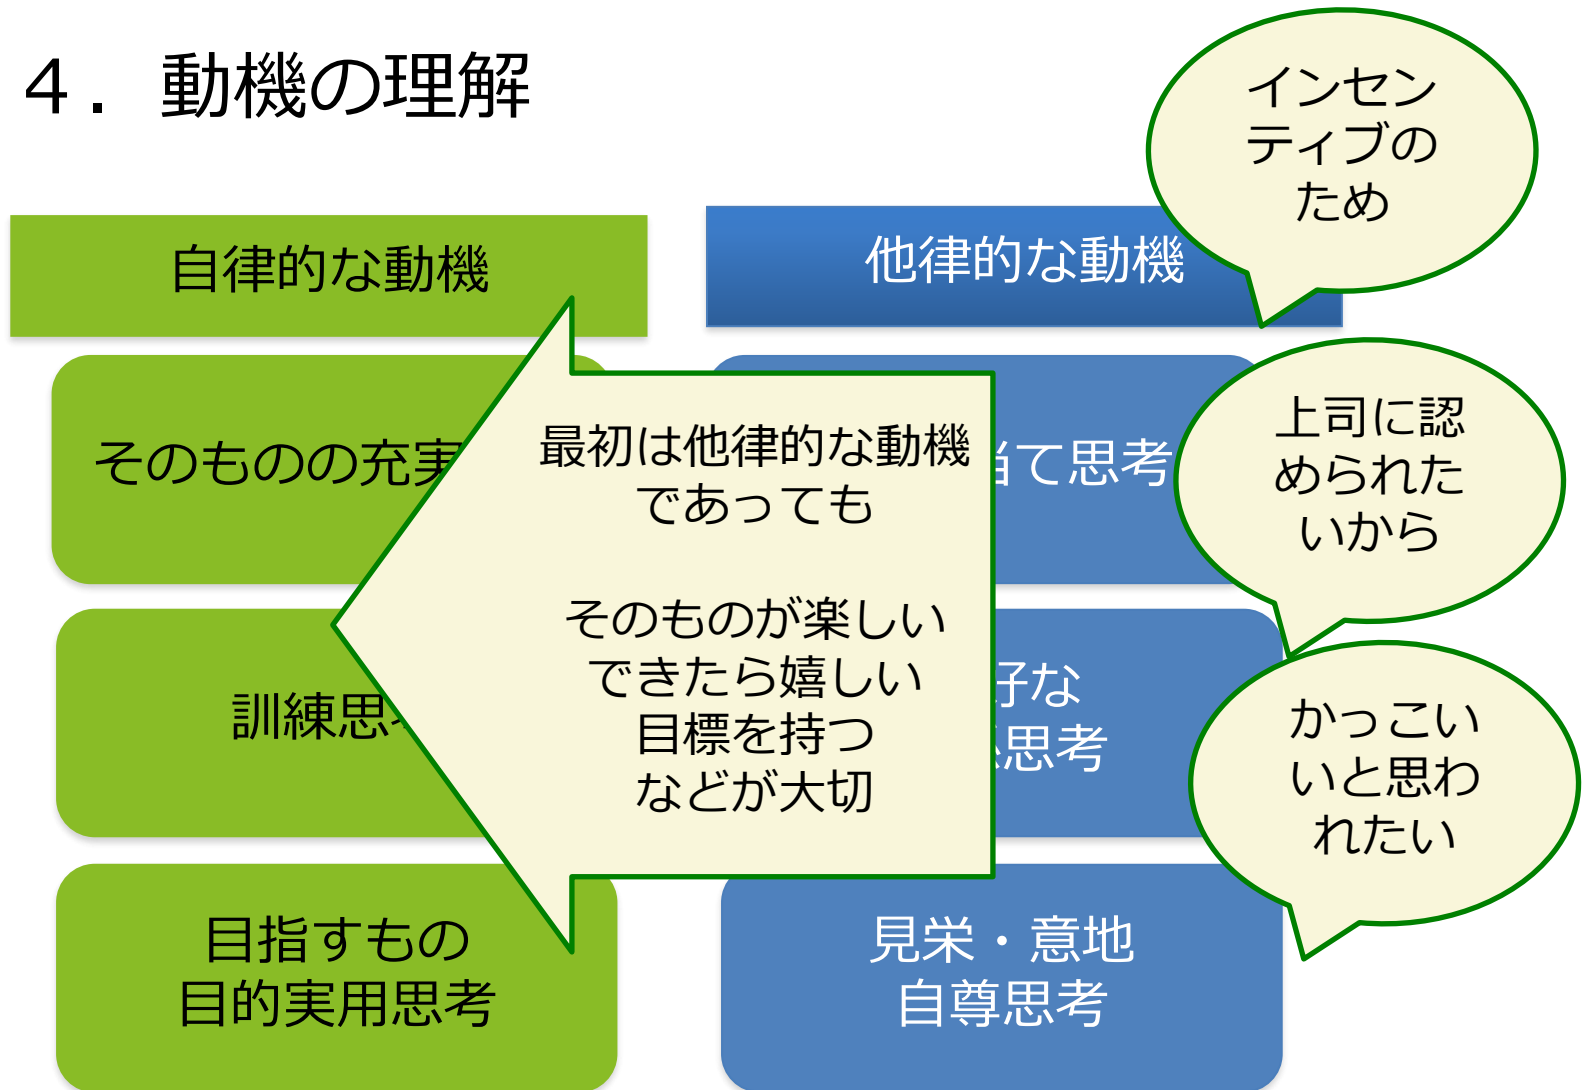 ４．動機の理解
インセン
ティブの
ため
自律的な動機
他律的な動機
そのものの充実
当て思考
上司に認
められた
いから
最初は他律的な動機
であっても
そのものが楽しい
できたら嬉しい
目標を持つ
などが大切
訓練思
好な
思考
かっこい
いと思わ
れたい
目指すもの
目的実用思考
見栄・意地
自尊思考